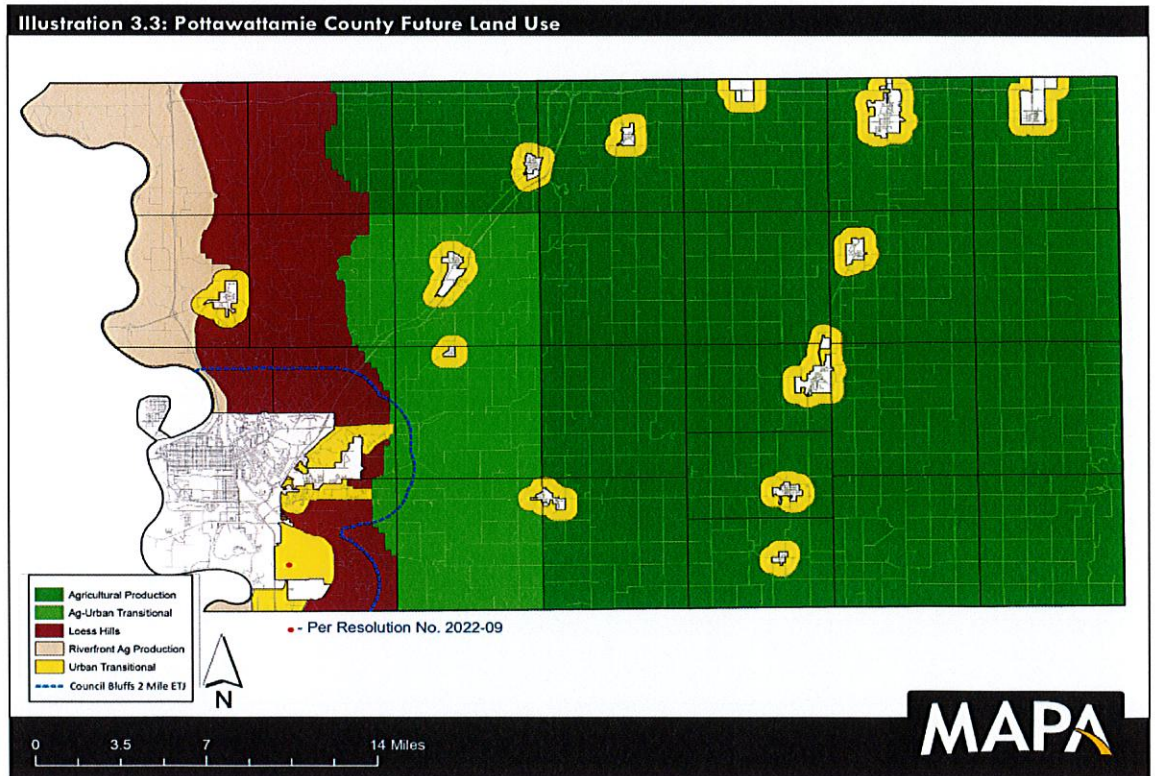 Illustration 3.3: Pottawattamie County Future Land Use
Agricultural Production
Ag-Urban Transitional
Loess Hills
Riverfront Ag Production
Urban Transitional
Council Bluffs 2 Mile ETJ
- Per Resolution No. 2022-09
N
0 3.5 7 14 Miles
MAPA